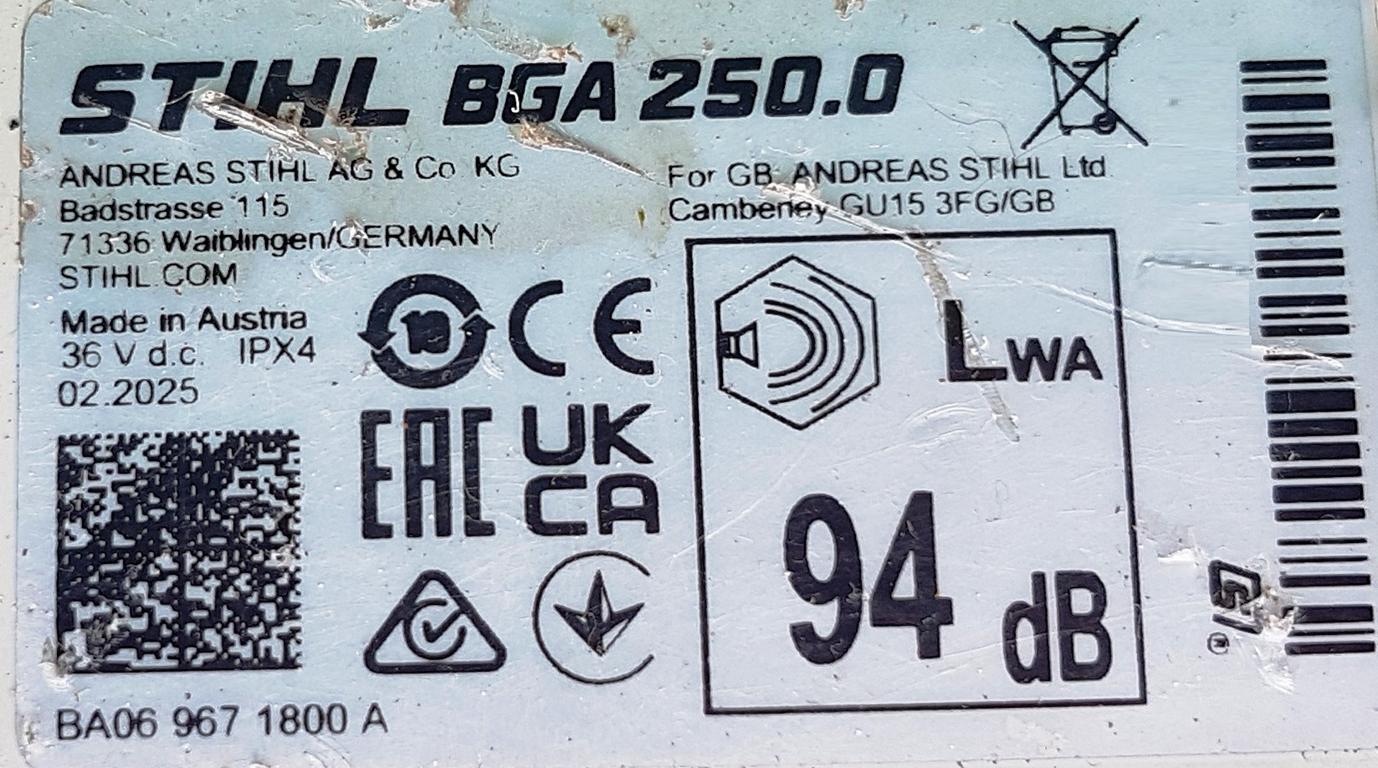 STIHL BGA 250.0
ANDREAS STIHL AG & Co. KG
Badstrasse 115
71336 Waiblingen/GERMANY
STIHL.COM
For GB: ANDREAS STIHL Ltd.
Camberley GU15 3FG/GB
Made in Austria
36 V d.c. IPX4
02.2025
10
CE
EAC
UK
CA
LWA
94 dB
BA06 967 1800 A